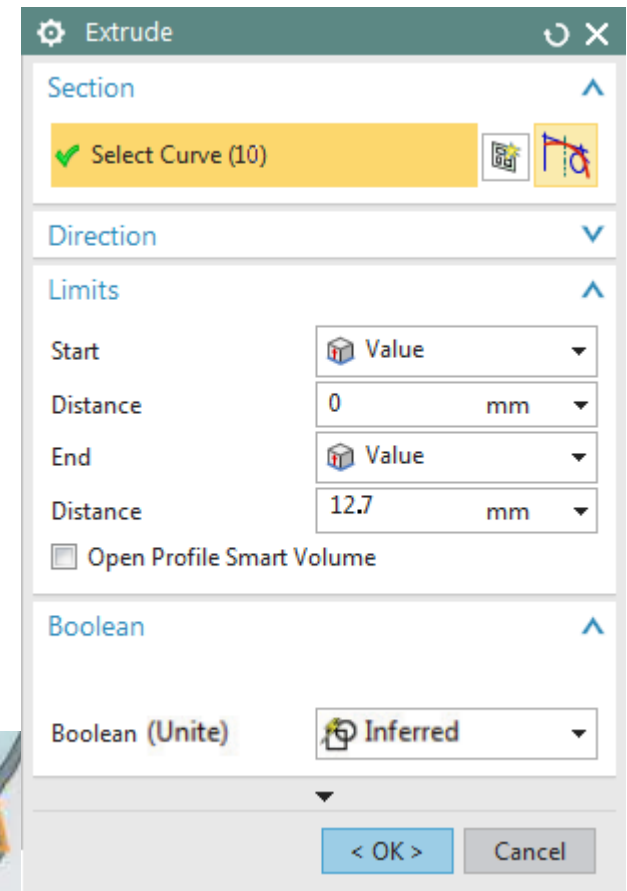 Extrude
Section
Select Curve (10)
Direction
Limits
Start Value
Distance 0 mm
End Value
Distance 12.7 mm
Open Profile Smart Volume
Boolean
Boolean (Unite) Inferred
< OK > Cancel